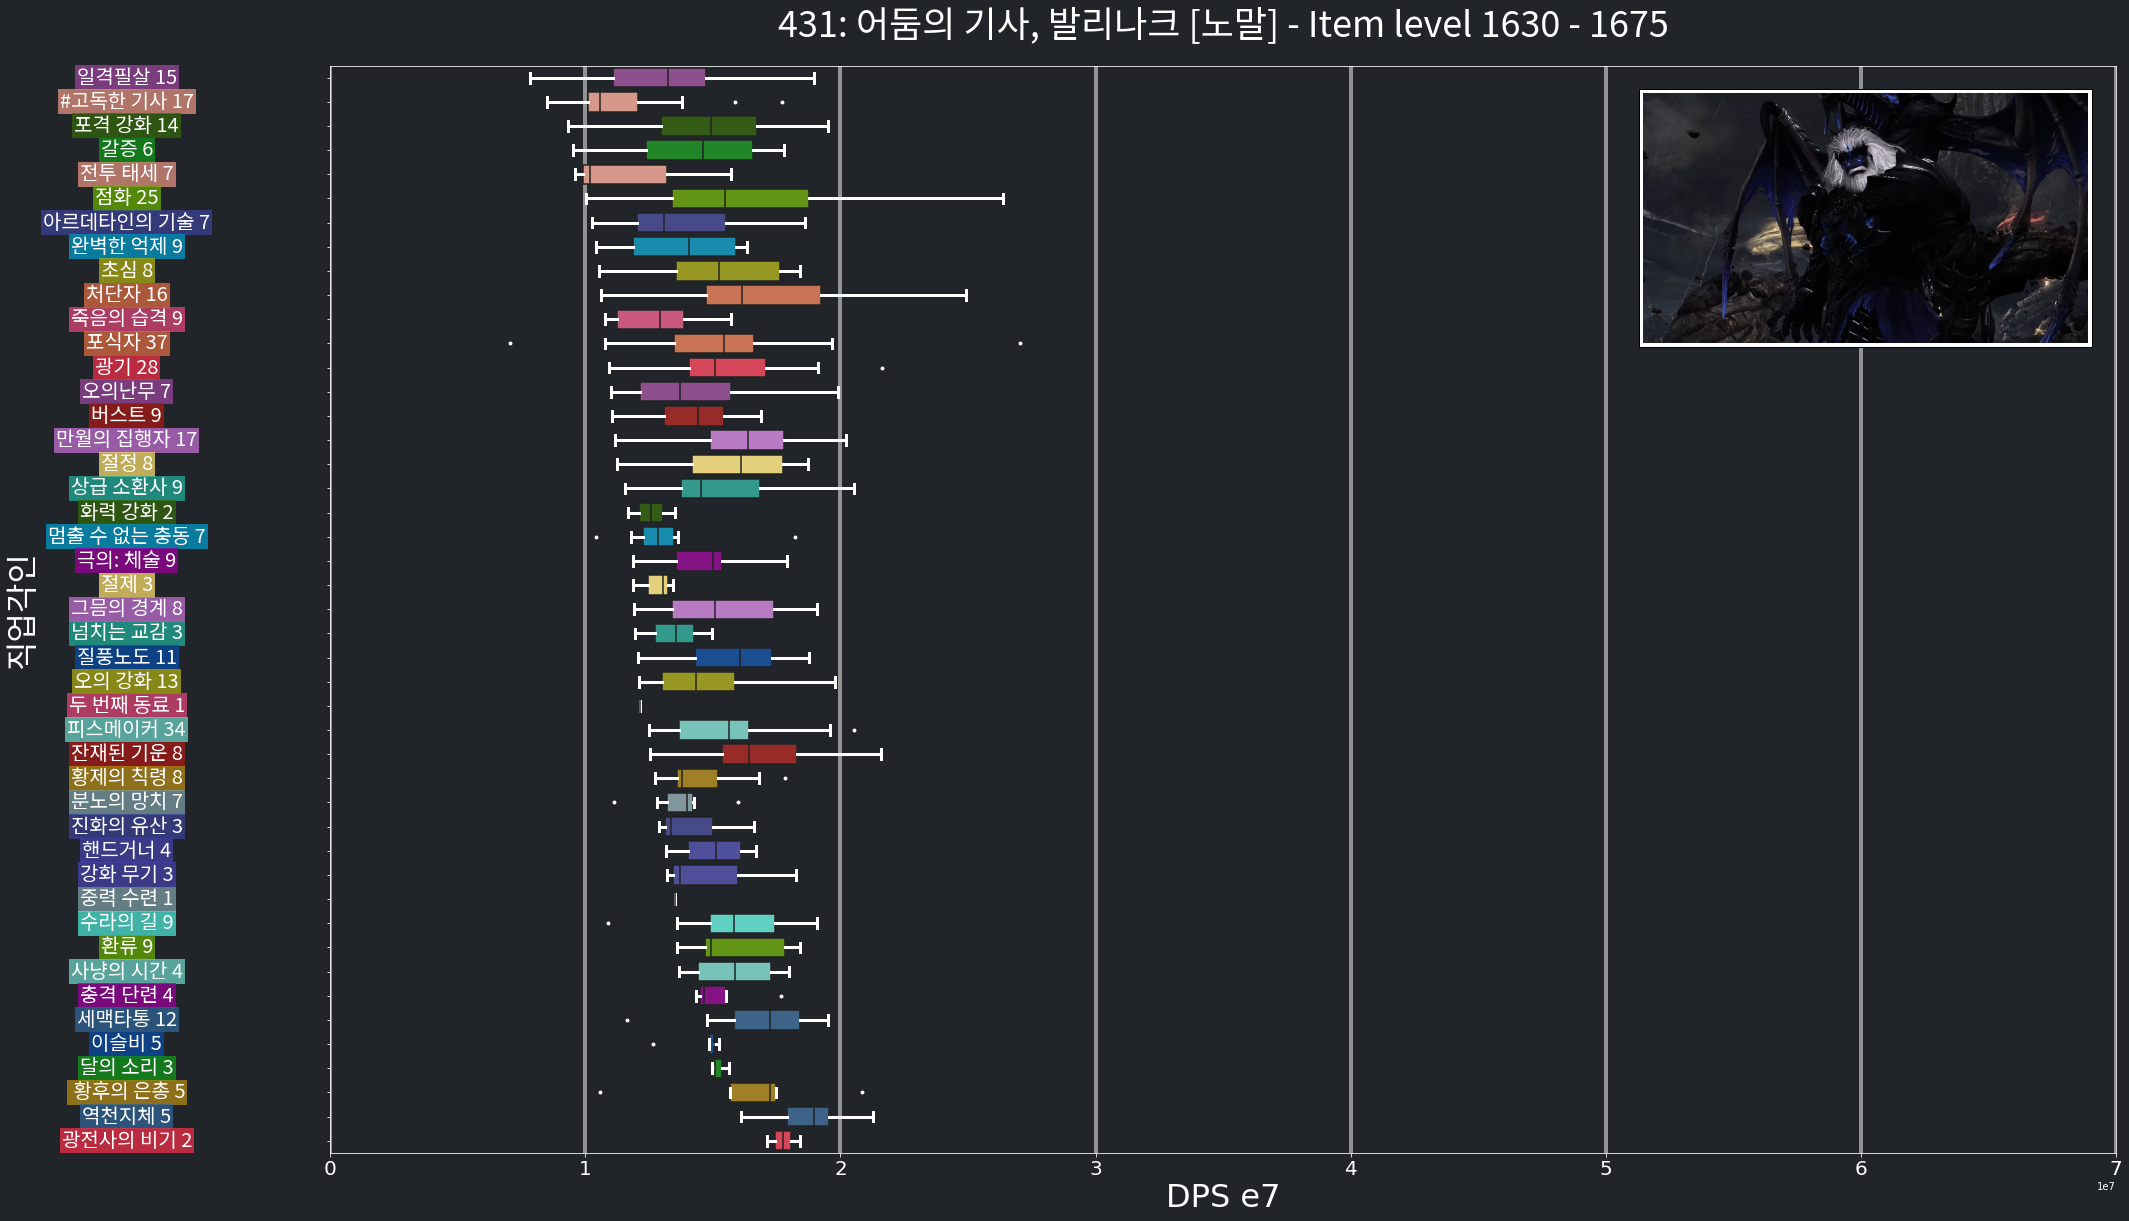 431: 어둠의 기사, 발리나크 [노말] - Item level 1630 - 1675
일격필살 15
#고독한 기사 17
포격 강화 14
갈증 6
전투 태세 7
점화 25
아르데타인의 기술 7
완벽한 억제 9
초심 8
처단자 16
죽음의 습격 9
포식자 37
광기 28
오의난무 7
버스트 9
만월의 집행자 17
절정 8
상급 소환사 9
화력 강화 2
멈출 수 없는 충동 7
극의: 체술 9
절제 3
그믐의 경계 8
넘치는 교감 3
질풍노도 11
오의 강화 13
두 번째 동료 1
피스메이커 34
잔재된 기운 8
황제의 칙령 8
분노의 망치 7
진화의 유산 3
핸드거너 4
강화 무기 3
중력 수련 1
수라의 길 9
환류 9
사냥의 시간 4
충격 단련 4
세맥타통 12
이슬비 5
달의 소리 3
황후의 은총 5
역천지체 5
광전사의 비기 2
직업각인
0 1 2 3 4 5 6 7
1e7
DPS e7